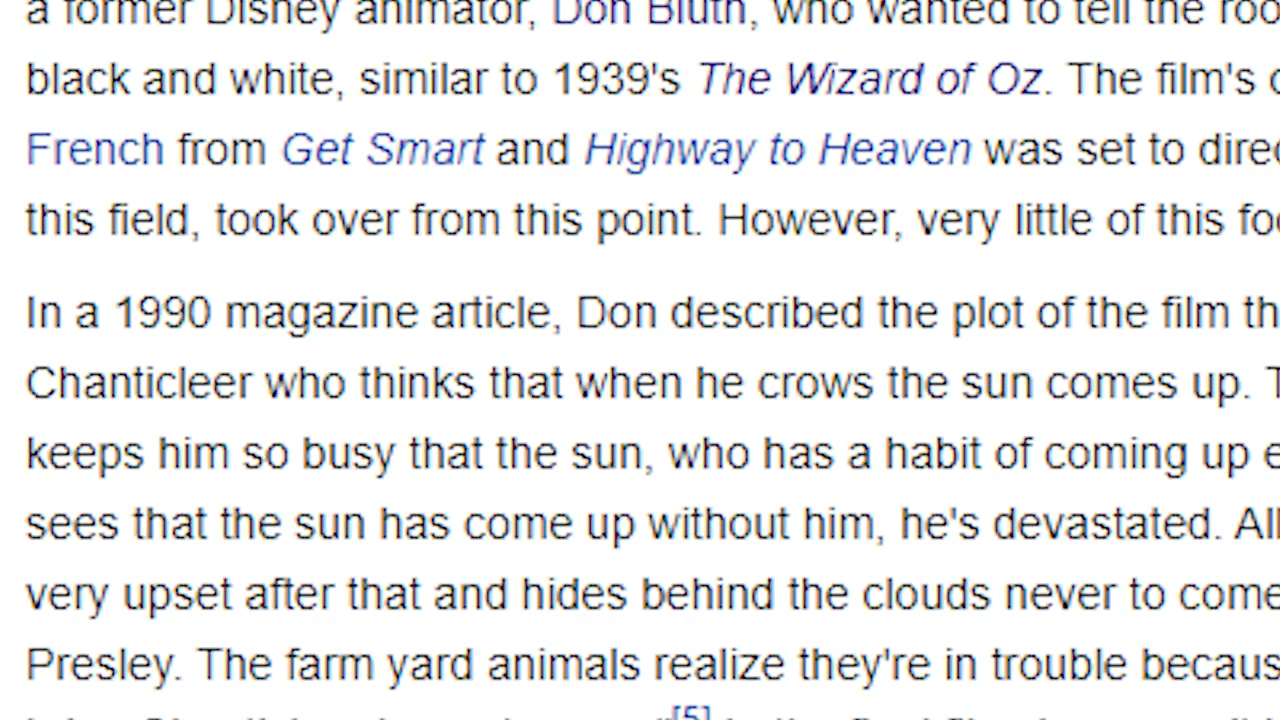 a former Disney animator, Don Bluth, who wanted to tell the
black and white, similar to 1939's The Wizard of Oz. The film's
French from Get Smart and Highway to Heaven was set to
this field, took over from this point. However, very little of this
In a 1990 magazine article, Don described the plot of the film
Chanticleer who thinks that when he crows the sun comes up.
keeps him so busy that the sun, who has a habit of coming up
sees that the sun has come up without him, he's devastated. All
very upset after that and hides behind the clouds never to come
Presley. The farm yard animals realize they're in trouble
[5]